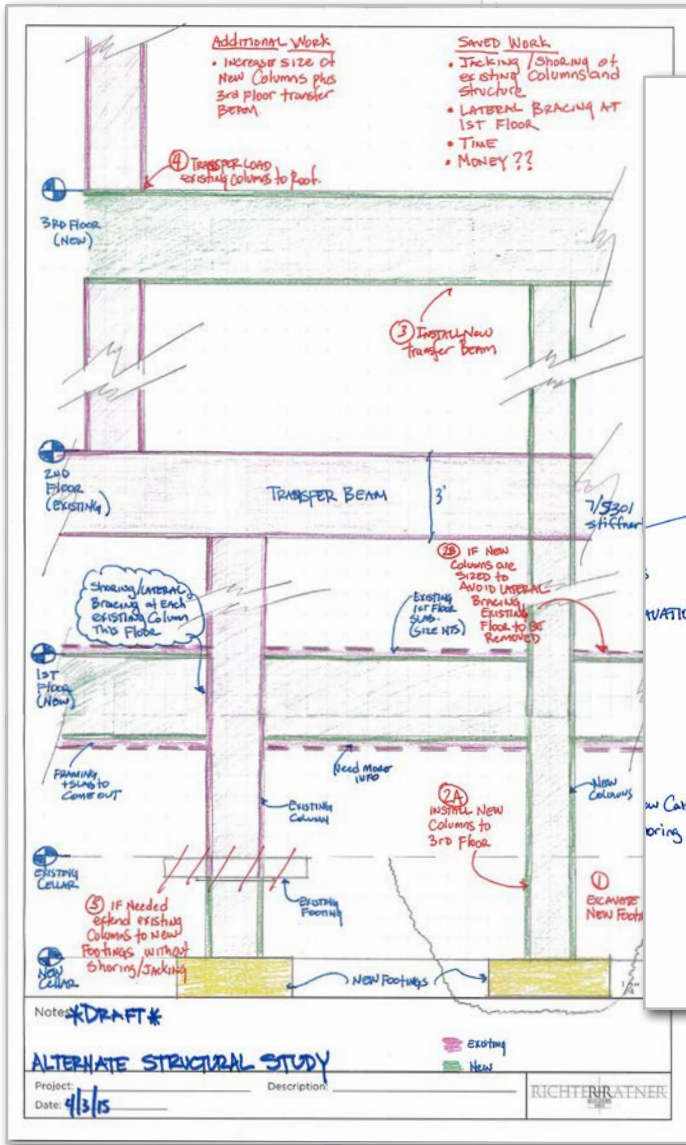 Additional Work
• Increase size of
New Columns plus
3rd Floor transfer
BEAM
SAVED WORK
• Jacking/Shoring of
existing columns and
structure
• LATERAL BRACING AT
1ST FLOOR
• TIME
• MONEY ??
④ TRANSFER LOAD
existing columns to Roof.
3RD FLOOR
(NEW)
③ INSTALL NOW
transfer BEAM
2ND
FLOOR
(EXISTING)
TRANSFER BEAM
3'
Shoring/LATERAL
Bracing at each
existing Column
This Floor
EXISTING
1ST FLOOR
SLAB.
(SIZE NTS)
2B IF NEW
Columns are
SIZED to
AVOID LATERAL
Bracing,
EXISTING
Floor to BE
Removed
1ST
FLOOR
(NEW)
FRAMING
+ SLAB TO
COME OUT
Need more
INFO
EXISTING
COLUMN
2A
INSTALL NEW
Columns to
3RD FLOOR
NEW
COLUMNS
EXISTING
CELLAR
⑤ IF Needed
extend existing
Columns to New
Footings without
Shoring/Jacking
EXISTING
FOOTING
①
EXCAVATE
NEW
NEW
CELLAR
NEW FOOTINGS
Notes: *DRAFT*
ALTERNATE STRUCTURAL STUDY
EXISTING
New
Project:
Description:
Date: 4/3/15
RICHTER RATNER